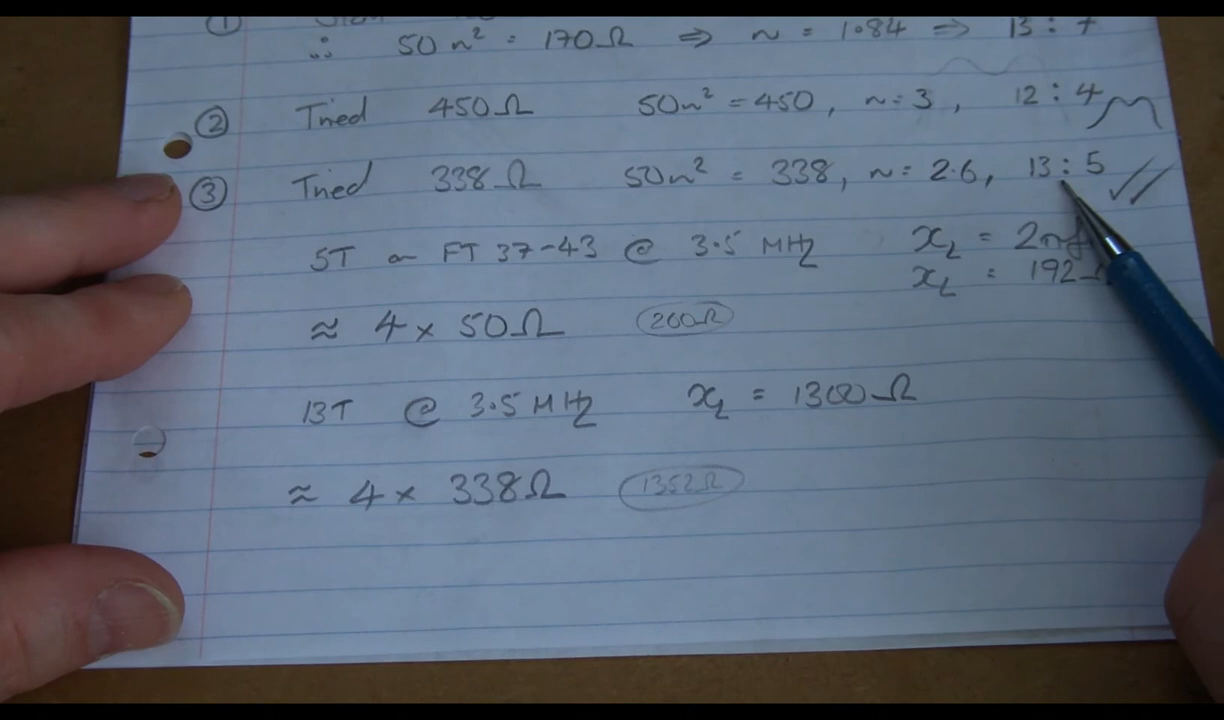 ①
∴ 50n² = 170Ω ⇒ n = 1.84 ⇒ 13 : 7
② Tried 450Ω 50n² = 450, n = 3, 12 : 4
③ Tried 338Ω 50n² = 338, n = 2.6, 13 : 5 ✓✓
5T on FT 37-43 @ 3.5 MHz x_L = 2πf
x_L = 192
≈ 4 × 50Ω 200Ω
13T @ 3.5 MHz x_L = 1300Ω
≈ 4 × 338Ω 1352Ω